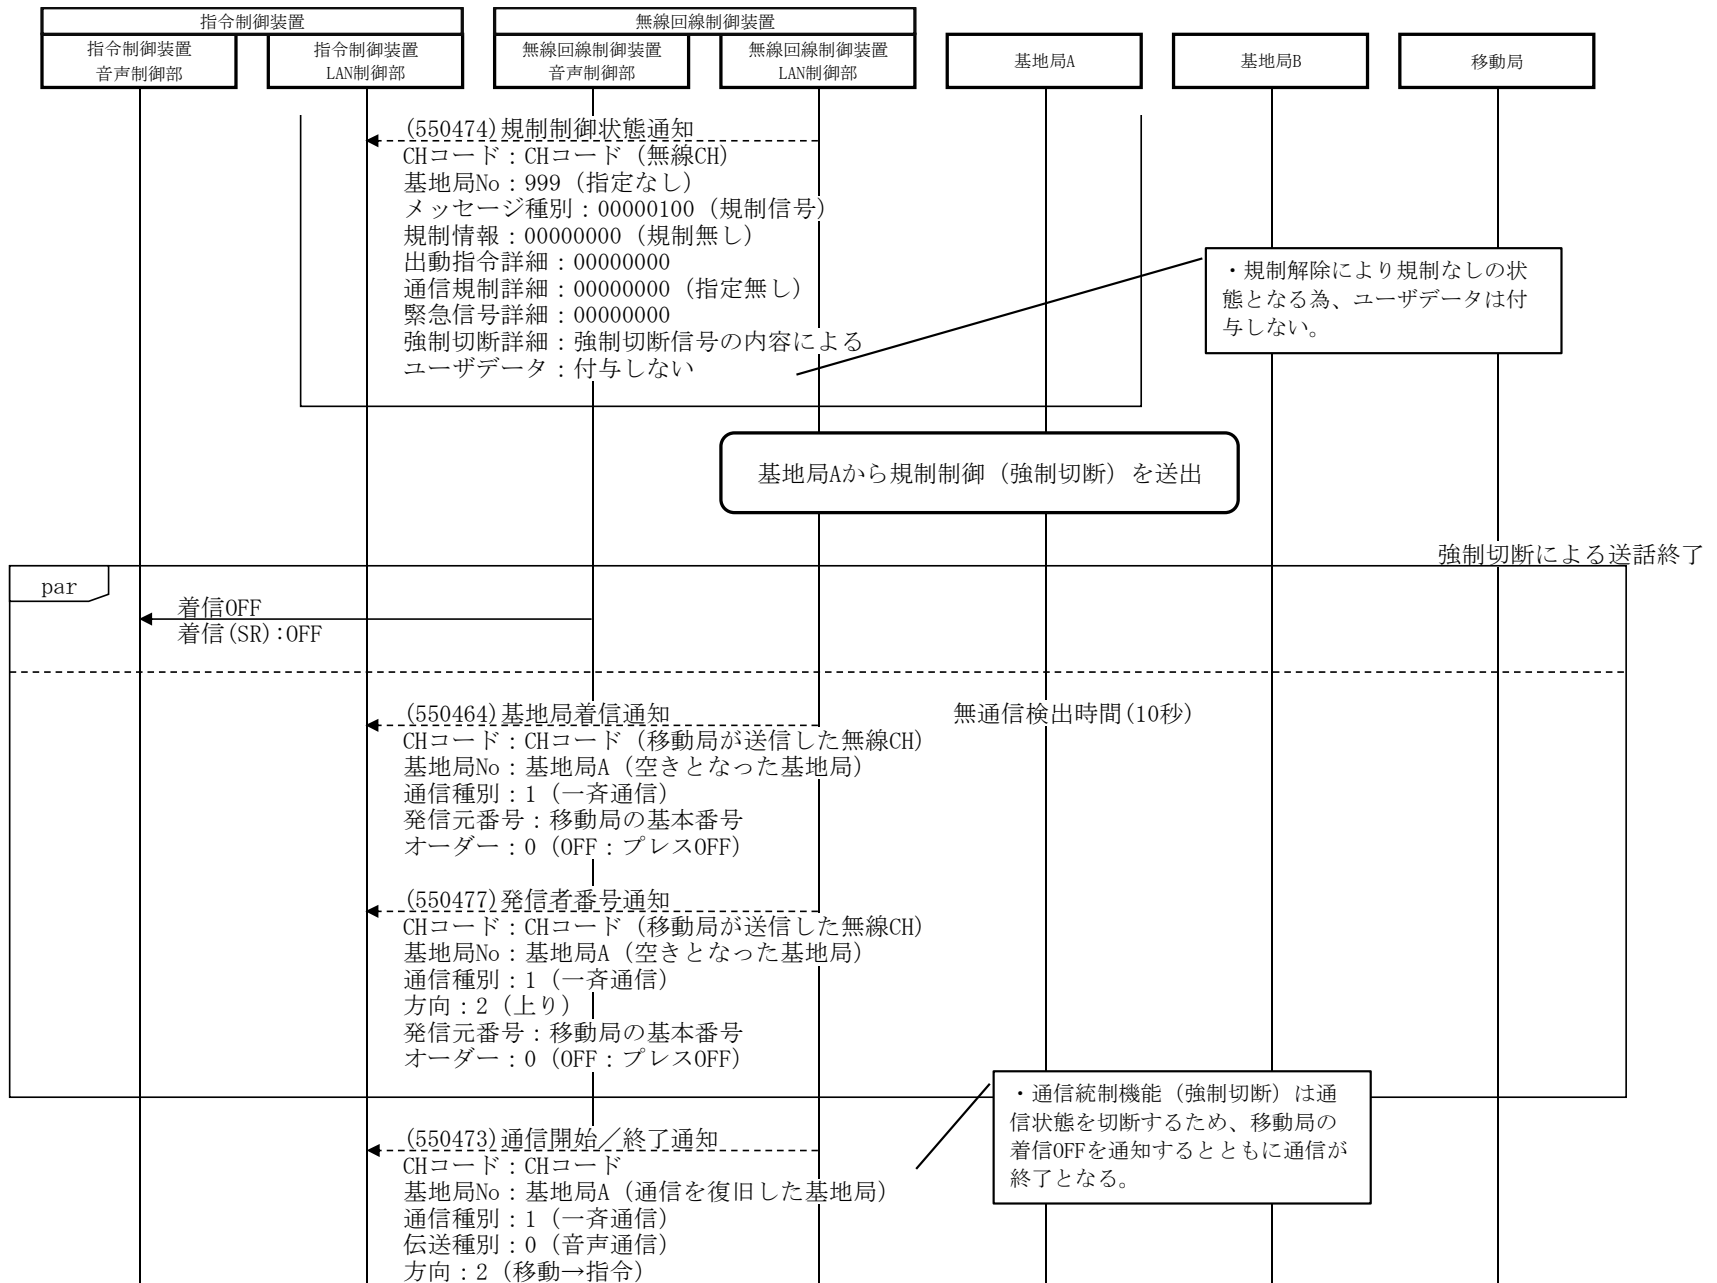 指令制御装置
無線回線制御装置
指令制御装置
音声制御部
指令制御装置
LAN制御部
無線回線制御装置
音声制御部
無線回線制御装置
LAN制御部
基地局A
基地局B
移動局
(550474)規制制御状態通知
CHコード：CHコード（無線CH）
基地局No：999（指定なし）
メッセージ種別：00000100（規制信号）
規制情報：00000000（規制無し）
出動指令詳細：00000000
通信規制詳細：00000000（指定無し）
緊急信号詳細：00000000
強制切断詳細：強制切断信号の内容による
ユーザデータ：付与しない
・規制解除により規制なしの状
態となる為、ユーザデータは付
与しない。
基地局Aから規制制御（強制切断）を送出
強制切断による送話終了
par
着信OFF
着信(SR):OFF
(550464)基地局着信通知
CHコード：CHコード（移動局が送信した無線CH）
基地局No：基地局A（空きとなった基地局）
通信種別：1（一斉通信）
発信元番号：移動局の基本番号
オーダー：0（OFF：プレスOFF）
無通信検出時間(10秒)
(550477)発信者番号通知
CHコード：CHコード（移動局が送信した無線CH）
基地局No：基地局A（空きとなった基地局）
通信種別：1（一斉通信）
方向：2（上り）
発信元番号：移動局の基本番号
オーダー：0（OFF：プレスOFF）
・通信統制機能（強制切断）は通
信状態を切断するため、移動局の
着信OFFを通知するとともに通信が
終了となる。
(550473)通信開始／終了通知
CHコード：CHコード
基地局No：基地局A（通信を復旧した基地局）
通信種別：1（一斉通信）
伝送種別：0（音声通信）
方向：2（移動→指令）